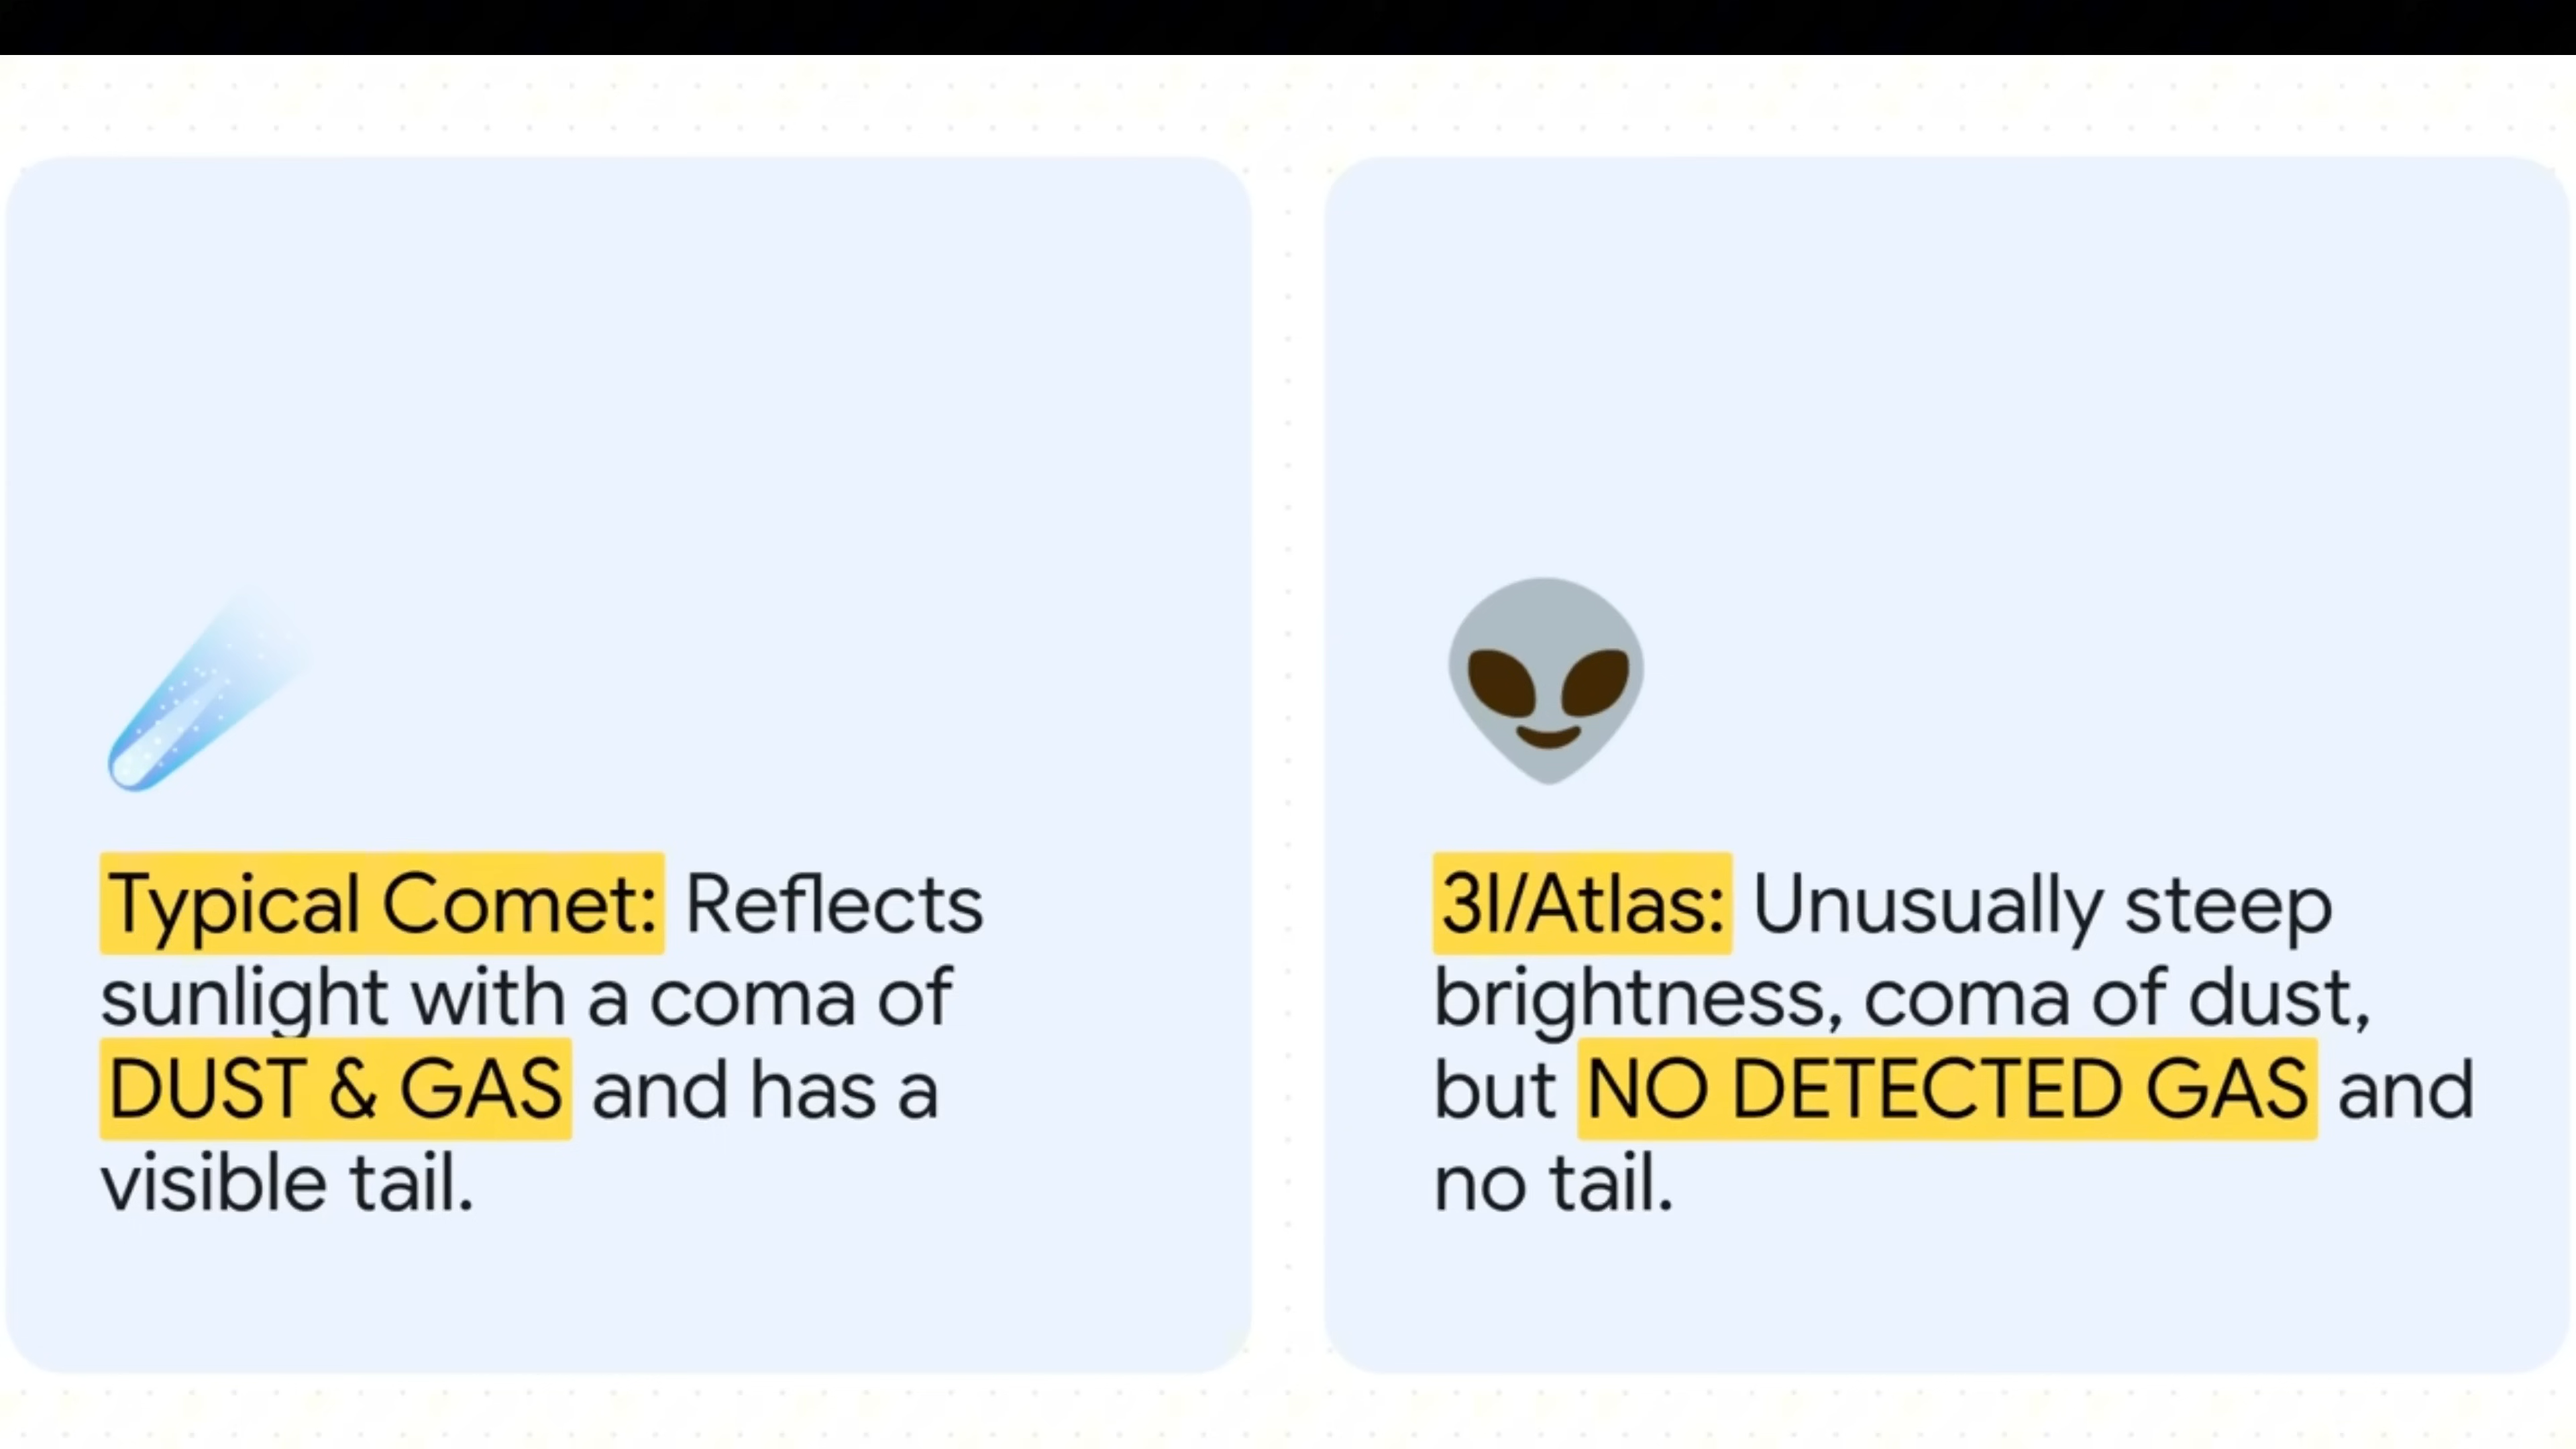 Typical Comet: Reflects
sunlight with a coma of
DUST & GAS and has a
visible tail.
3I/Atlas: Unusually steep
brightness, coma of dust,
but NO DETECTED GAS and
no tail.